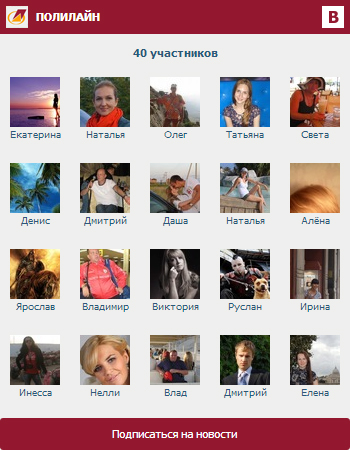 ПОЛИЛАЙН B
40 участников
Екатерина Наталья Олег Татьяна Света
Денис Дмитрий Даша Наталья Алёна
Ярослав Владимир Виктория Руслан Ирина
Инесса Нелли Влад Дмитрий Елена
Подписаться на новости